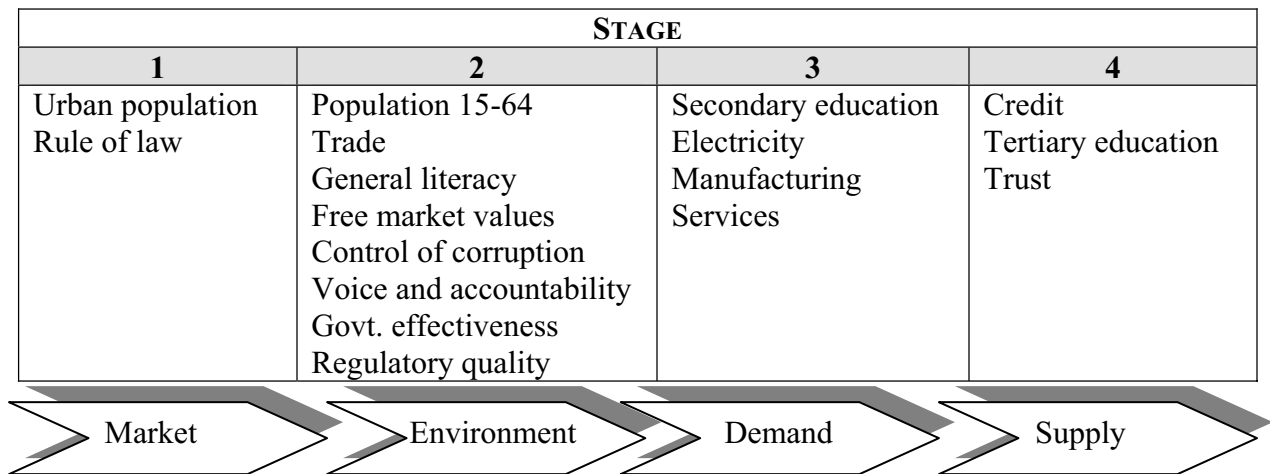 STAGE
1 2 3 4
Urban population Population 15-64 Secondary education Credit
Rule of law Trade Electricity Tertiary education
General literacy Manufacturing Trust
Free market values Services
Control of corruption
Voice and accountability
Govt. effectiveness
Regulatory quality
Market Environment Demand Supply